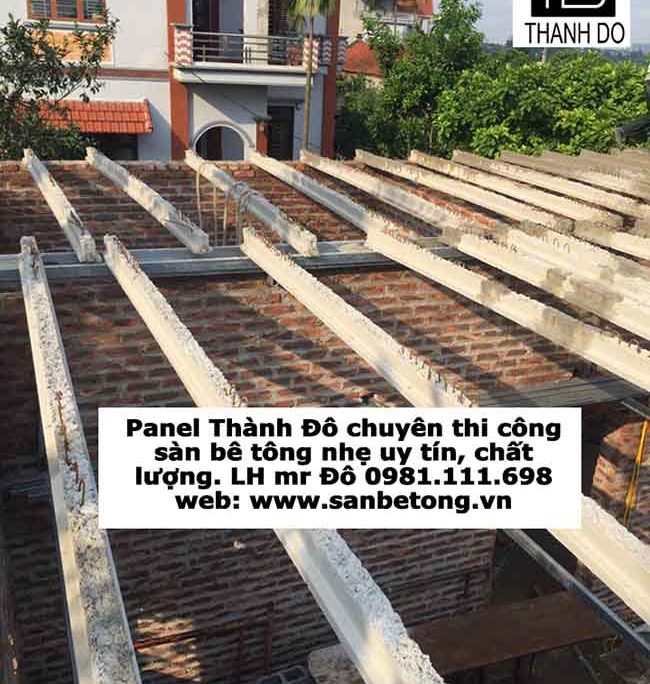 THANH DO
Panel Thành Đô chuyên thi công
sàn bê tông nhẹ uy tín, chất
lượng. LH mr Đô 0981.111.698
web: www.sanbetong.vn